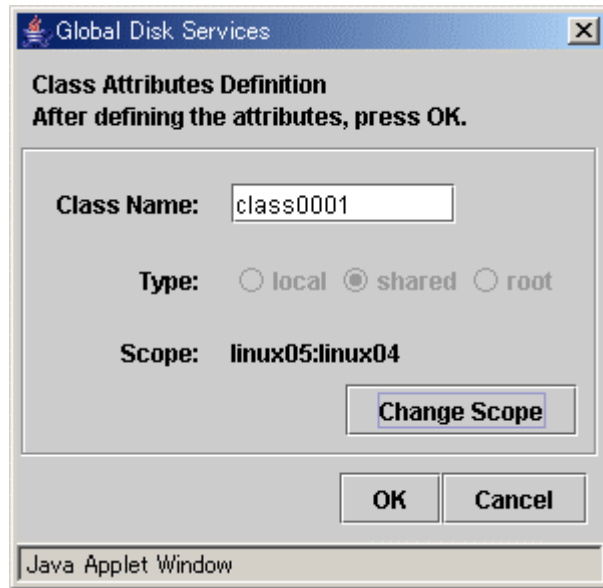 Global Disk Services
Class Attributes Definition
After defining the attributes, press OK.
Class Name: class0001
Type: local shared root
Scope: linux05:linux04
Change Scope
OK Cancel
Java Applet Window